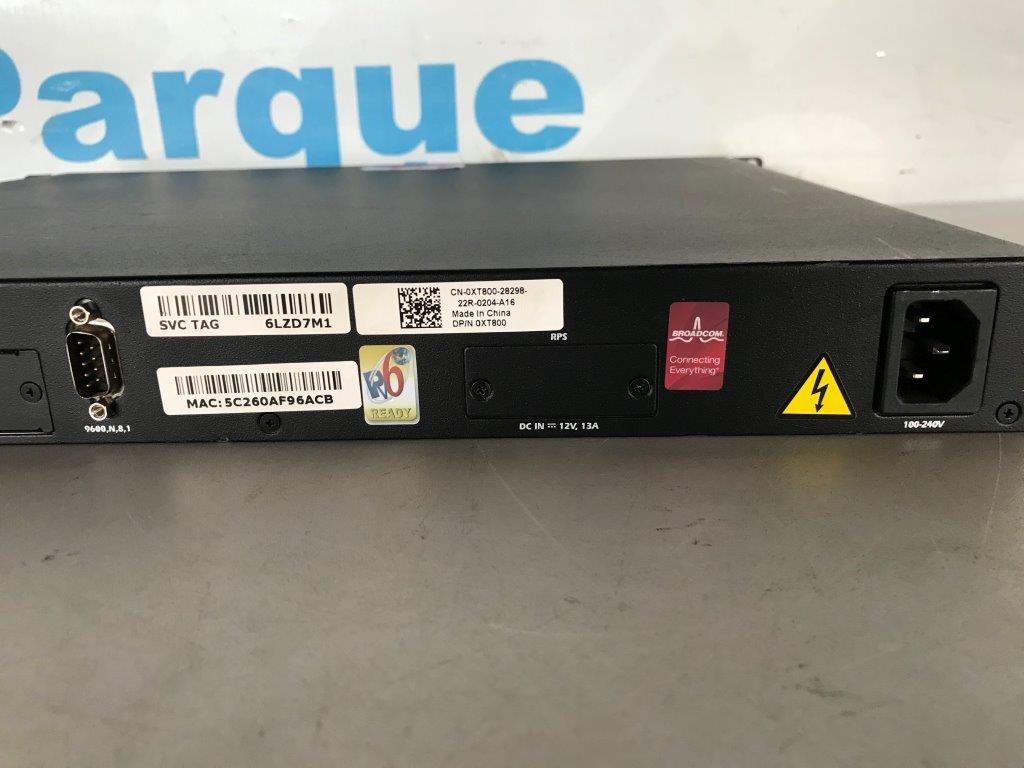 Parque
SVC TAG 6LZD7M1
CN-0XT800-28298-
22R-0204-A16
Made In China
DP/N 0XT800
MAC: 5C260AF96ACB
IPv6
READY
RPS
BROADCOM
Connecting
Everything®
9600,N,8,1
DC IN ⎓ 12V, 13A
100-240V